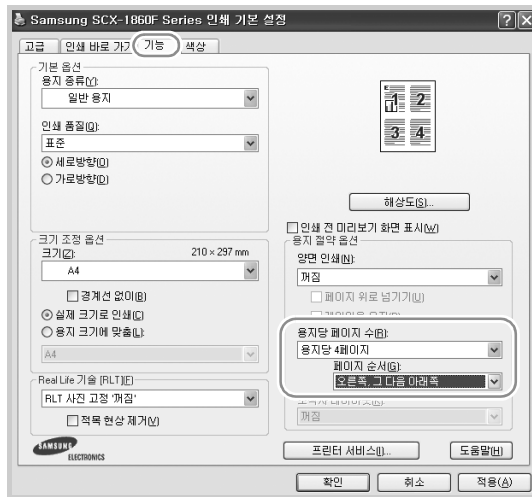 Samsung SCX-1860F Series 인쇄 기본 설정
고급
인쇄 바로 가기
기능
색상
기본 옵션
용지 종류(Y):
일반 용지
인쇄 품질(Q):
표준
세로방향(O)
가로방향(D)
1 2
3 4
해상도(S)...
인쇄 전 미리보기 화면 표시(W)
크기 조정 옵션
크기(Z): 210 × 297 mm
A4
경계선 없이(B)
실제 크기로 인쇄(C)
용지 크기에 맞춤(L):
A4
용지 절약 옵션
양면 인쇄(N):
꺼짐
페이지 위로 넘기기(U)
용지당 페이지 수(R):
용지당 4페이지
페이지 순서(G):
오른쪽, 그 다음 아래쪽
꺼짐
Real Life 기술 (RLT)(F)
RLT 사진 고정 '꺼짐'
적목 현상 제거(V)
SAMSUNG
ELECTRONICS
프린터 서비스(I)...
도움말(H)
확인
취소
적용(A)